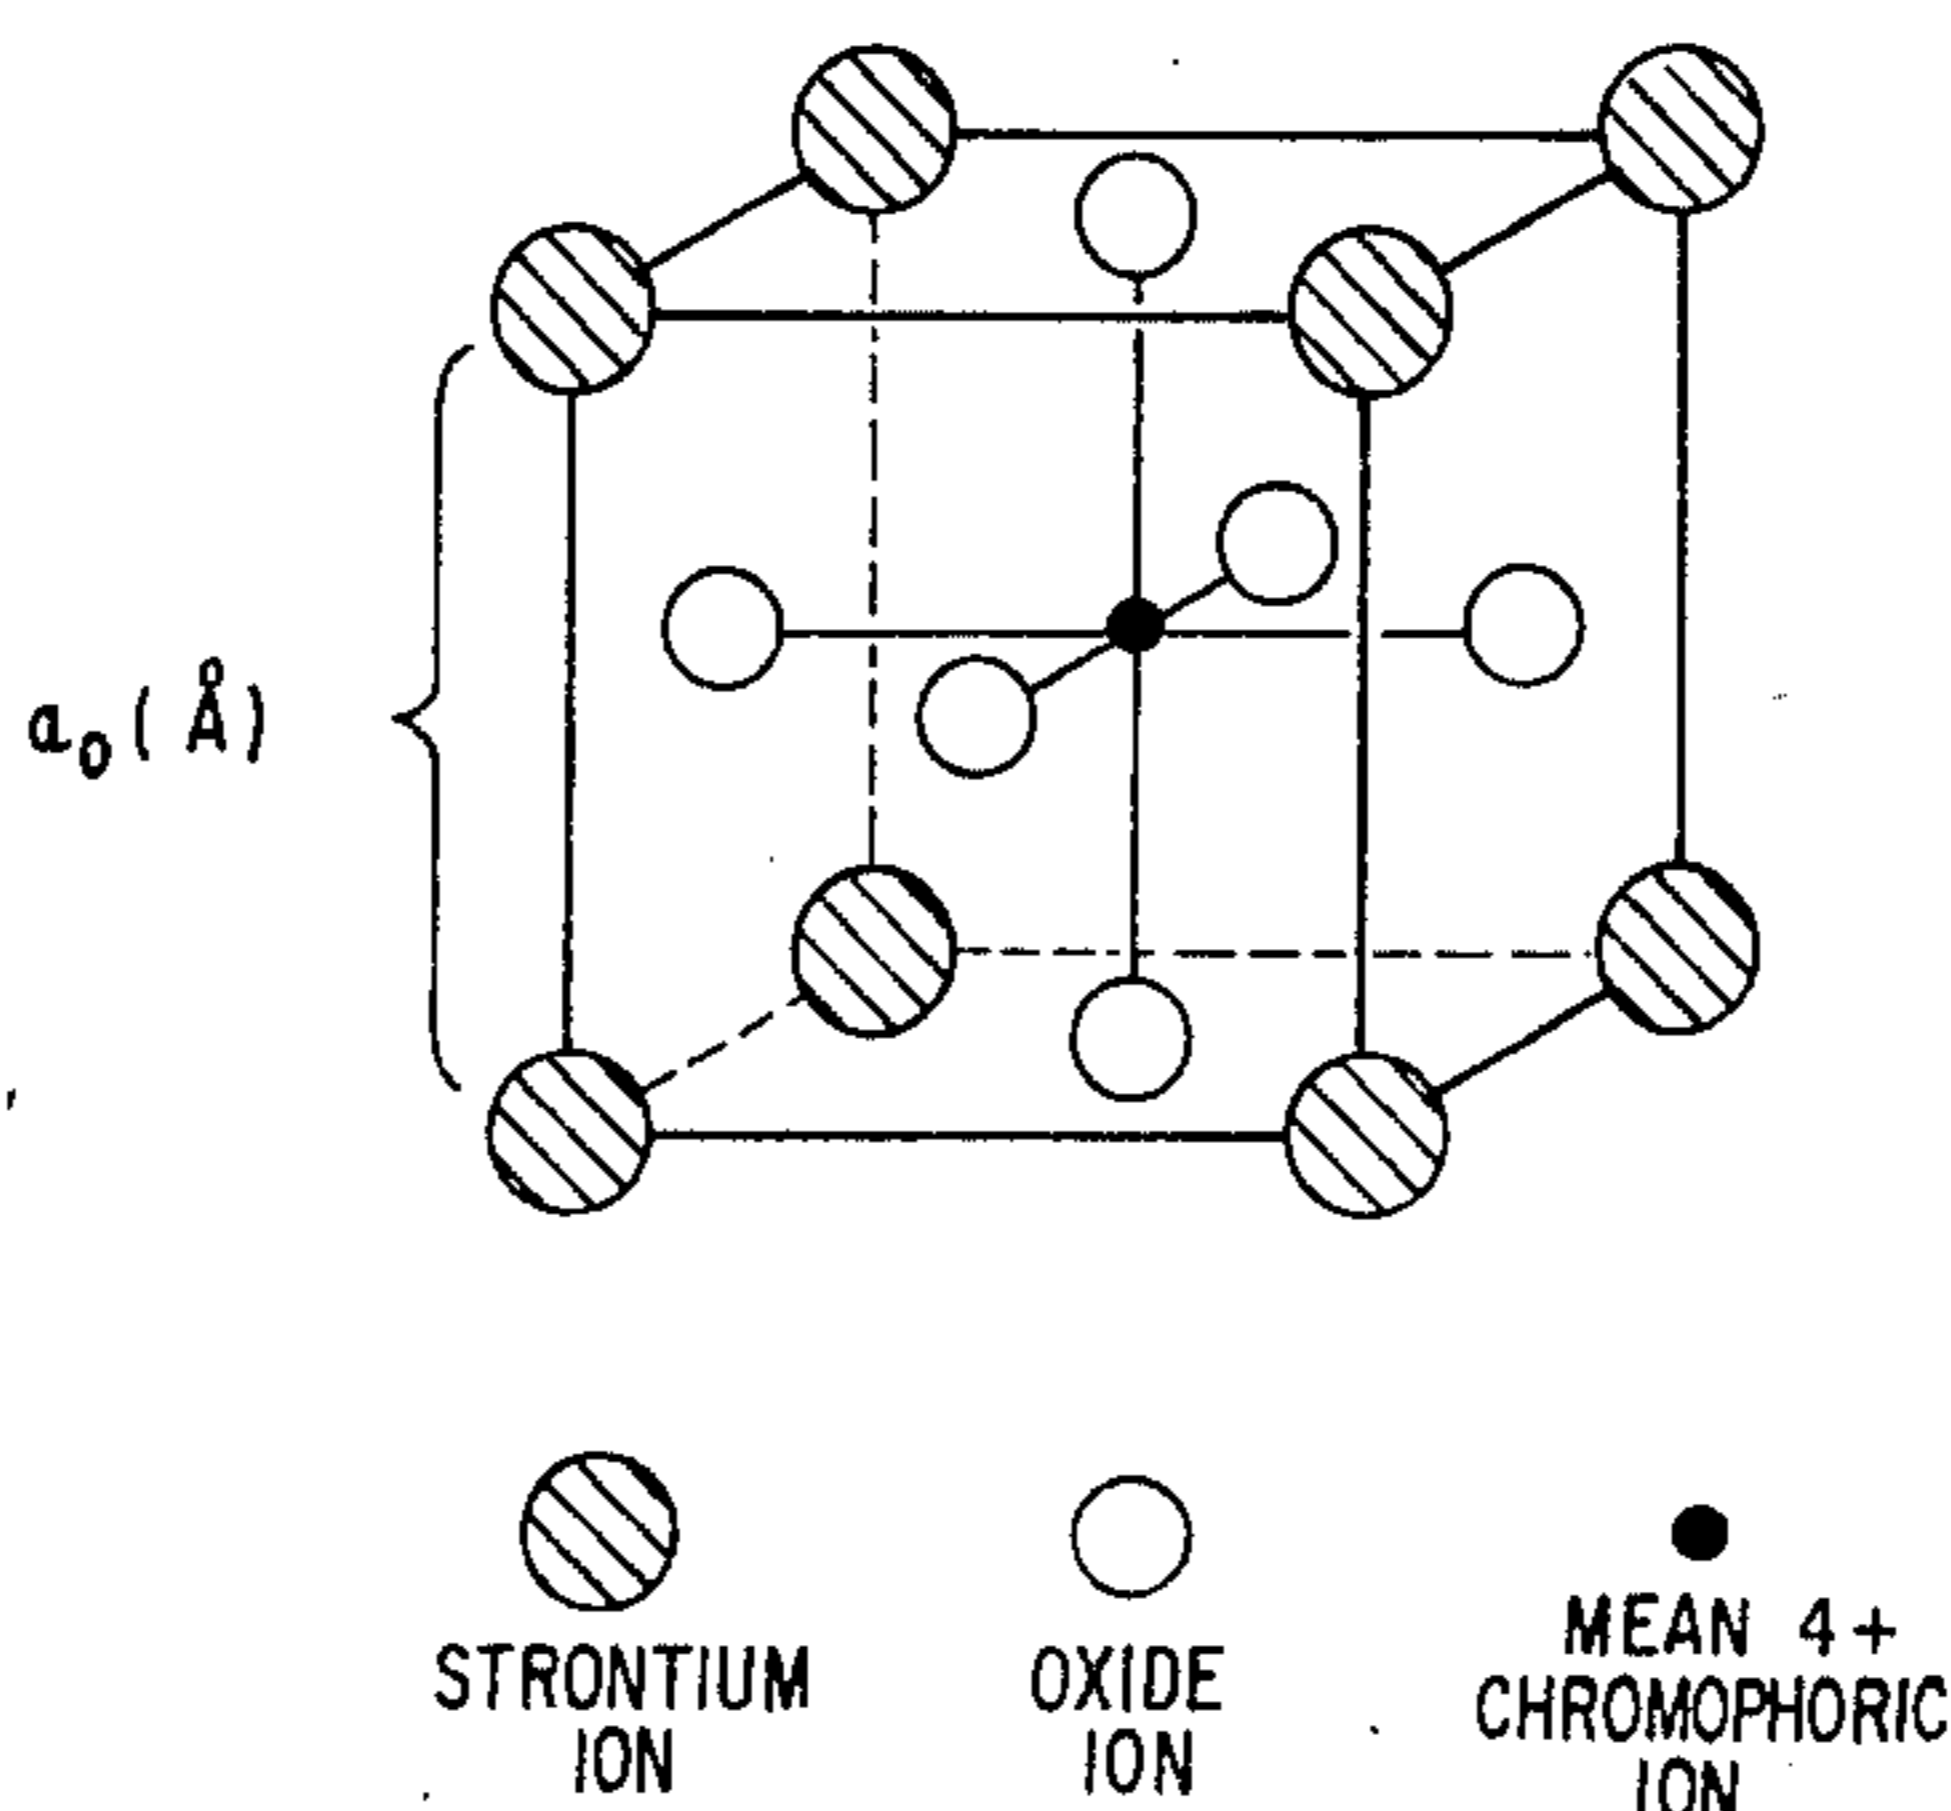 a₀ (Å)
STRONTIUM
ION
OXIDE
ION
MEAN 4+
CHROMOPHORIC
ION